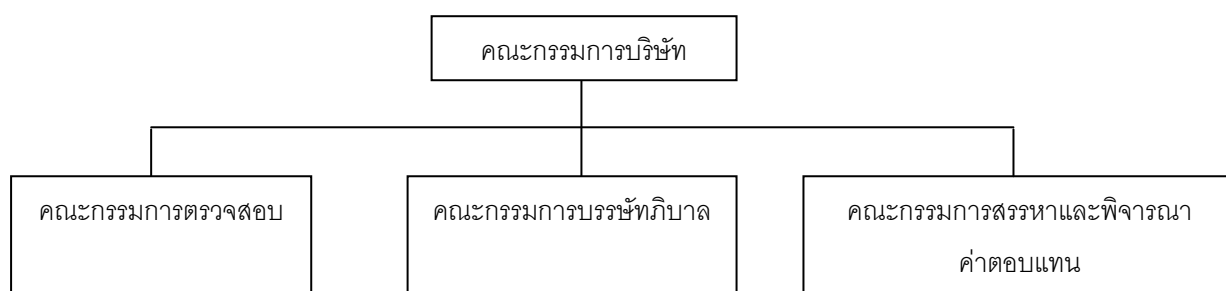 คณะกรรมการบริษัท
คณะกรรมการตรวจสอบ
คณะกรรมการบรรษัทภิบาล
คณะกรรมการสรรหาและพิจารณา
ค่าตอบแทน